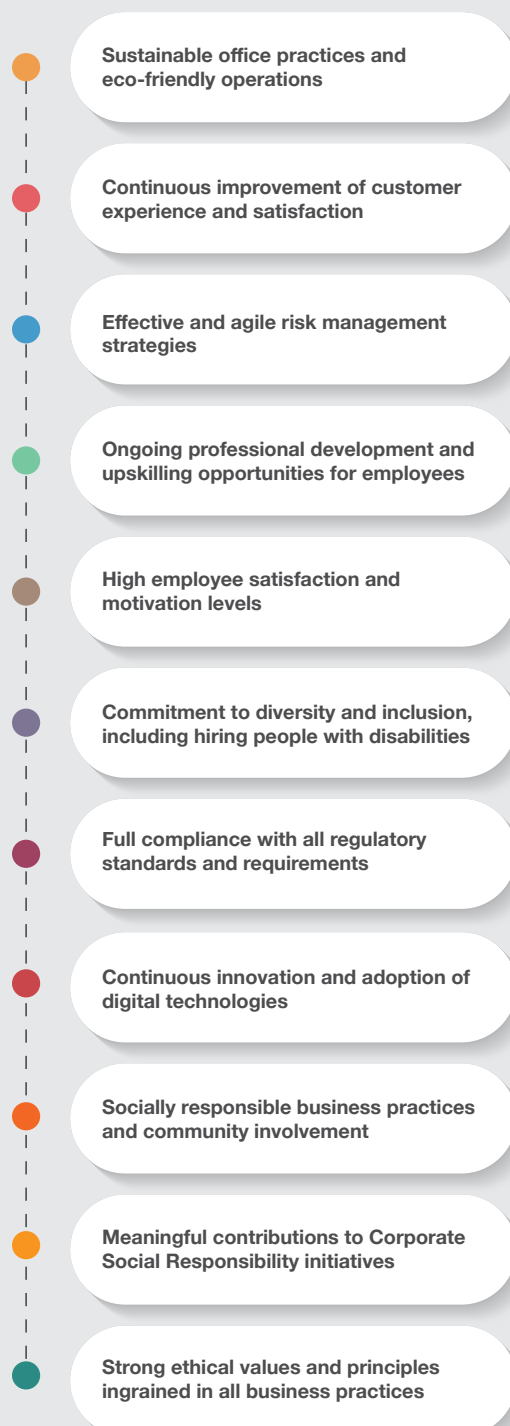 Sustainable office practices and
eco-friendly operations
Continuous improvement of customer
experience and satisfaction
Effective and agile risk management
strategies
Ongoing professional development and
upskilling opportunities for employees
High employee satisfaction and
motivation levels
Commitment to diversity and inclusion,
including hiring people with disabilities
Full compliance with all regulatory
standards and requirements
Continuous innovation and adoption of
digital technologies
Socially responsible business practices
and community involvement
Meaningful contributions to Corporate
Social Responsibility initiatives
Strong ethical values and principles
ingrained in all business practices